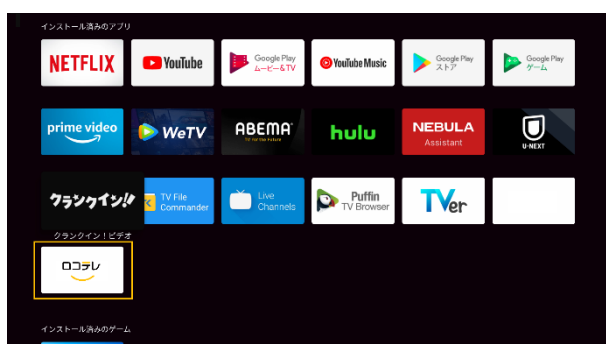 インストール済みのアプリ
NETFLIX
YouTube
Google Play
ムービー&TV
YouTube Music
Google Play
ストア
Google Play
ゲーム
prime video
WeTV
ABEMA
TV for the Future
hulu
NEBULA
Assistant
U-NEXT
クランクイン!!
TV File
Commander
Live
Channels
Puffin
TV Browser
TVer
クランクイン！ビデオ
ロコテレ
インストール済みのゲーム